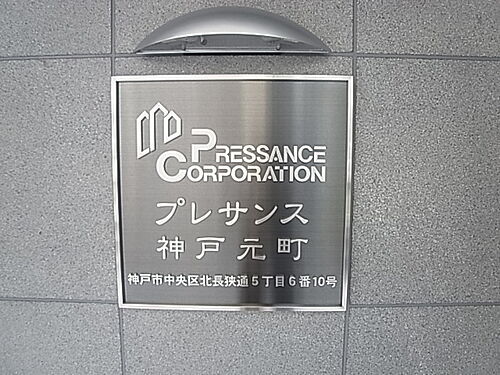 PRESSANCE
CORPORATION
プレサンス
神戸元町
神戸市中央区北長狭通5丁目6番10号